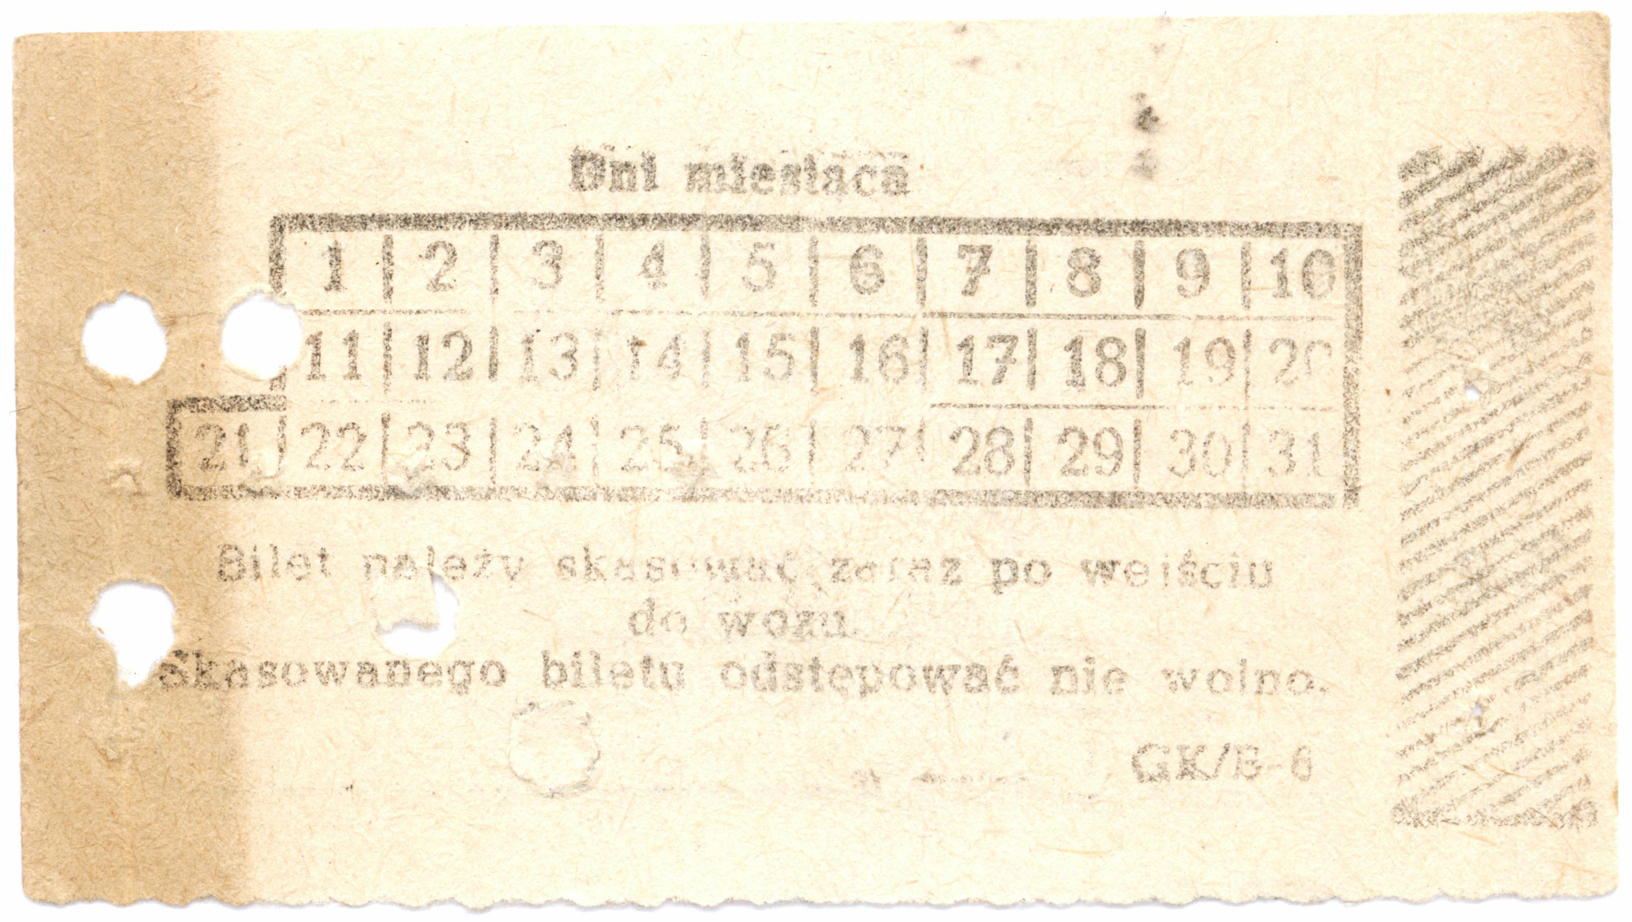 Dni miesiąca
1 2 3 4 5 6 7 8 9 10
11 12 13 14 15 16 17 18 19 20
21 22 23 24 25 26 27 28 29 30 31
Bilet należy skasować zaraz po wejściu
do wozu.
Skasowanego biletu odstępować nie wolno.
GK/B-6